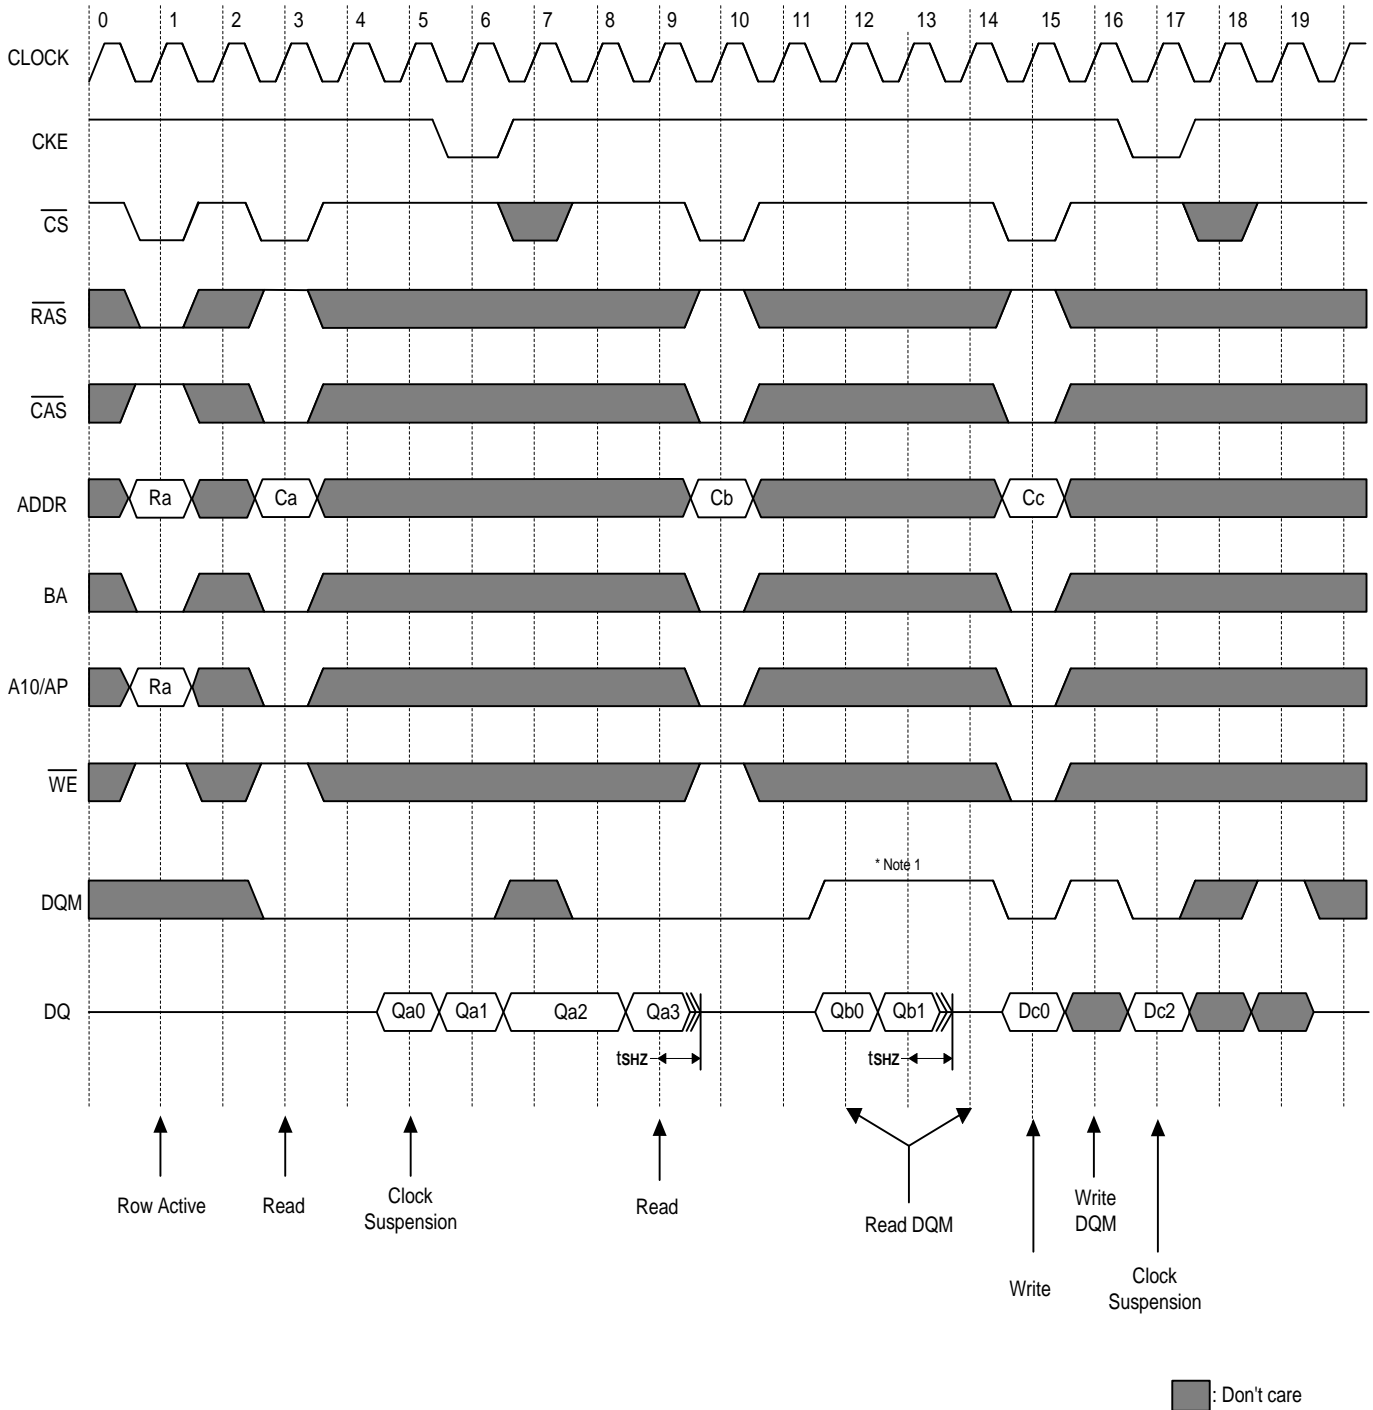 0 1 2 3 4 5 6 7 8 9 10 11 12 13 14 15 16 17 18 19
CLOCK
CKE
CS
RAS
CAS
ADDR Ra Ca Cb Cc
BA
A10/AP Ra
WE
* Note 1
DQM
DQ Qa0 Qa1 Qa2 Qa3 Qb0 Qb1 Dc0 Dc2
tSHZ tSHZ
Row Active
Read
Clock
Suspension
Read
Read DQM
Write
Write
DQM
Clock
Suspension
: Don't care